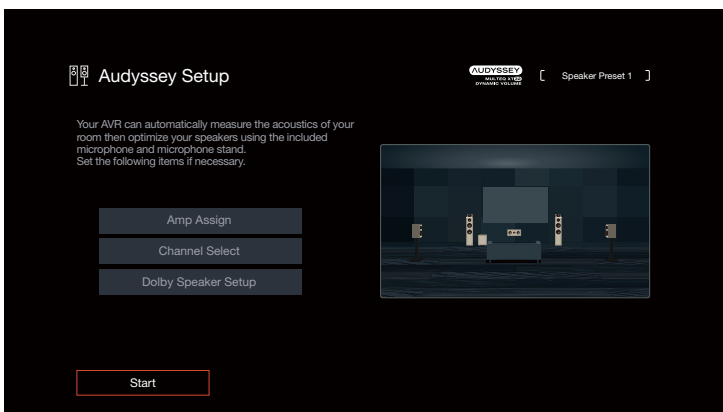 Audyssey Setup
AUDYSSEY
MULTEQ XT32
DYNAMIC VOLUME
[ Speaker Preset 1 ]
Your AVR can automatically measure the acoustics of your
room then optimize your speakers using the included
microphone and microphone stand.
Set the following items if necessary.
Amp Assign
Channel Select
Dolby Speaker Setup
Start